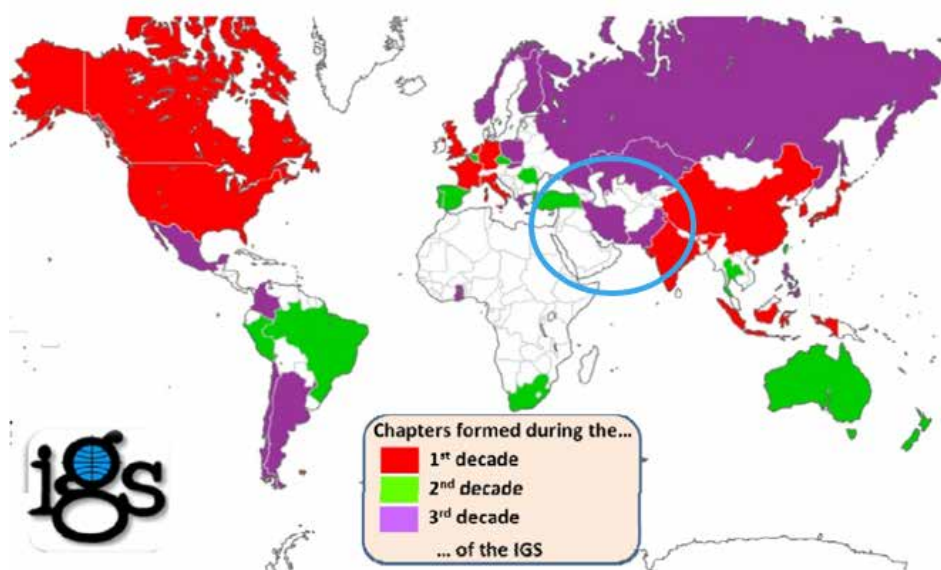 igs
Chapters formed during the...
1st decade
2nd decade
3rd decade
... of the IGS